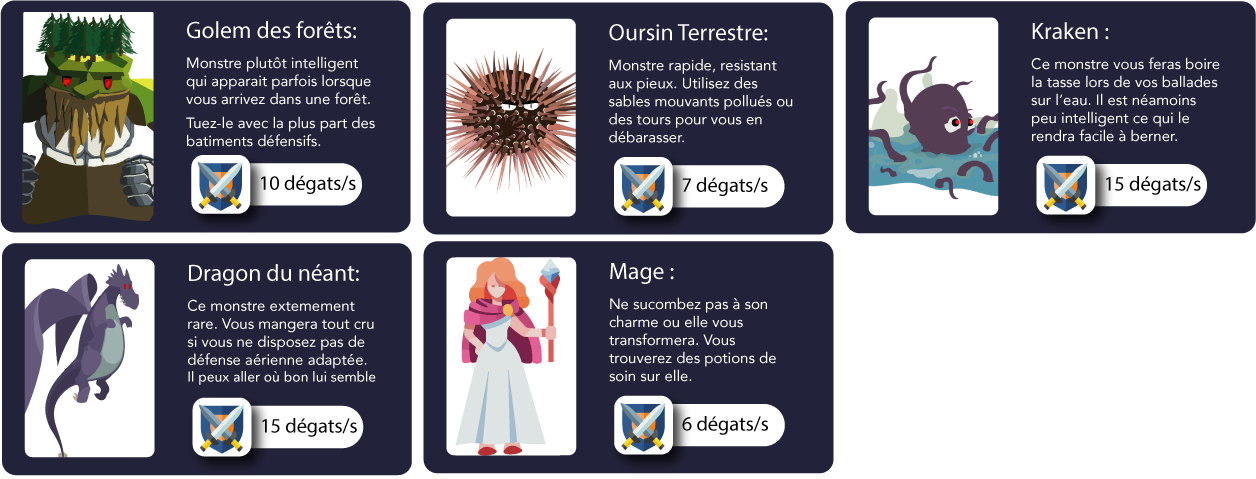 Golem des forêts:
Monstre plutôt intelligent
qui apparait parfois lorsque
vous arrivez dans une forêt.
Tuez-le avec la plus part des
batiments défensifs.
10 dégats/s
Oursin Terrestre:
Monstre rapide, resistant
aux pieux. Utilisez des
sables mouvants pollués ou
des tours pour vous en
débarasser.
7 dégats/s
Kraken :
Ce monstre vous feras boire
la tasse lors de vos ballades
sur l'eau. Il est néamoins
peu intelligent ce qui le
rendra facile à berner.
15 dégats/s
Dragon du néant:
Ce monstre extemement
rare. Vous mangera tout cru
si vous ne disposez pas de
défense aérienne adaptée.
Il peux aller où bon lui semble
15 dégats/s
Mage :
Ne sucombez pas à son
charme ou elle vous
transformera. Vous
trouverez des potions de
soin sur elle.
6 dégats/s